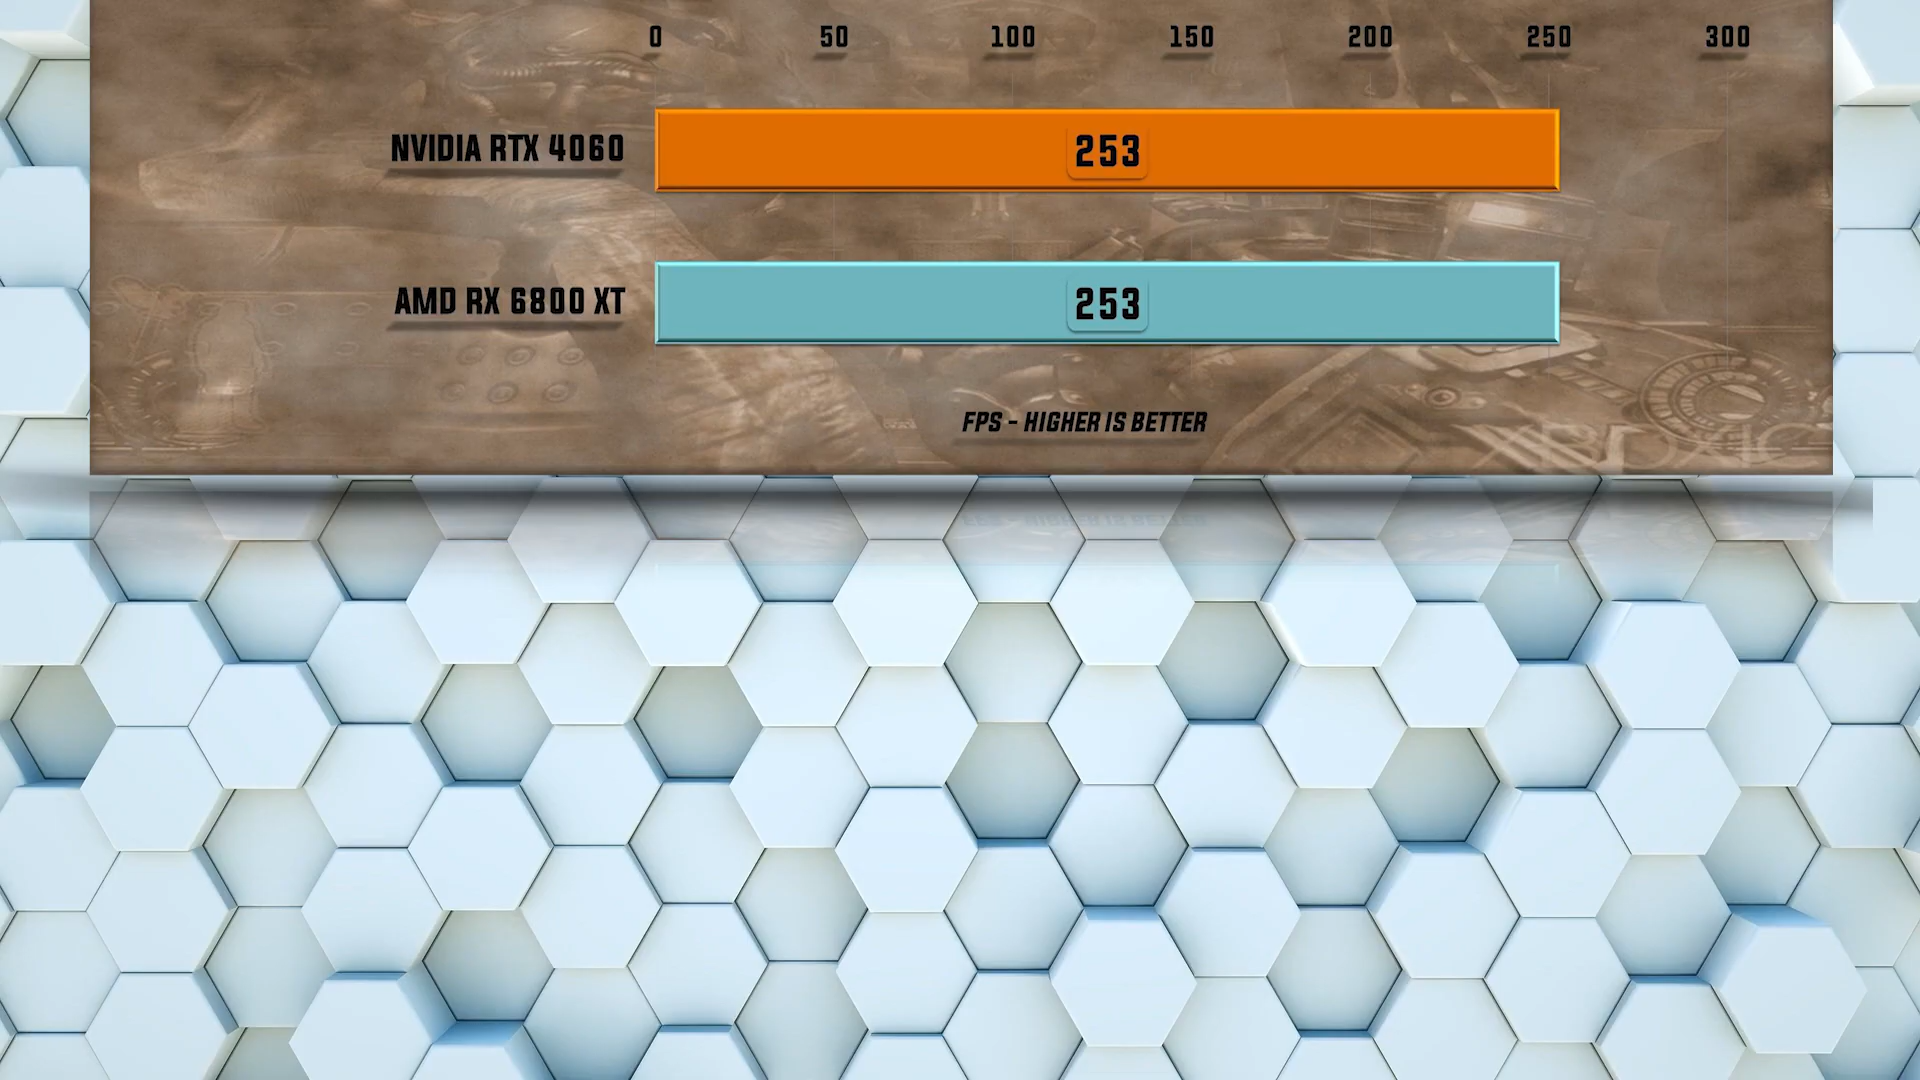 0 50 100 150 200 250 300
NVIDIA RTX 4060 253
AMD RX 6800 XT 253
FPS - HIGHER IS BETTER